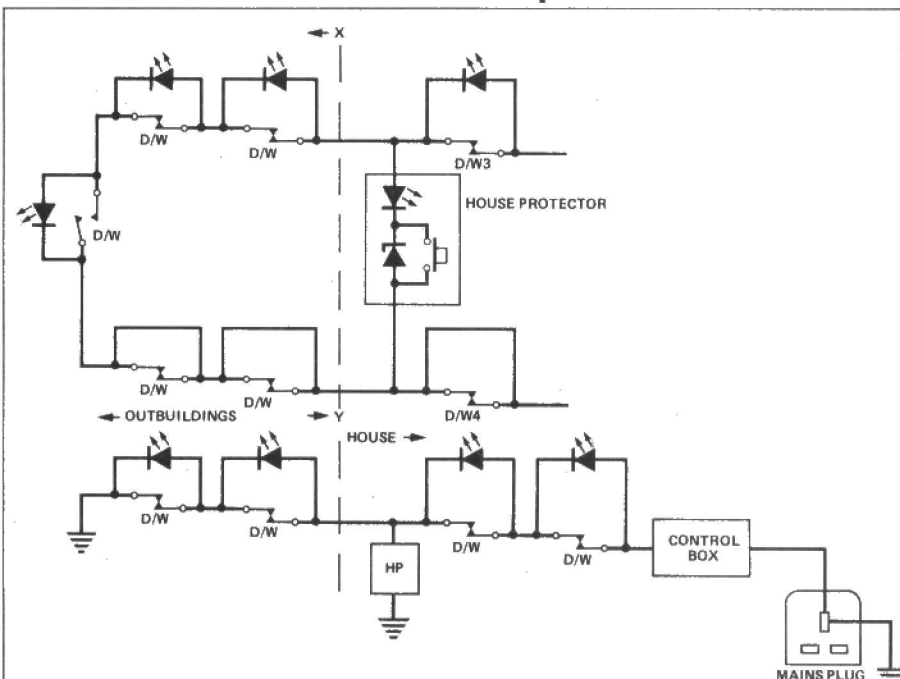 X
D/W
D/W
D/W3
HOUSE PROTECTOR
D/W
D/W
D/W
D/W4
OUTBUILDINGS
Y
HOUSE
D/W
D/W
D/W
D/W
HP
CONTROL
BOX
MAINS PLUG